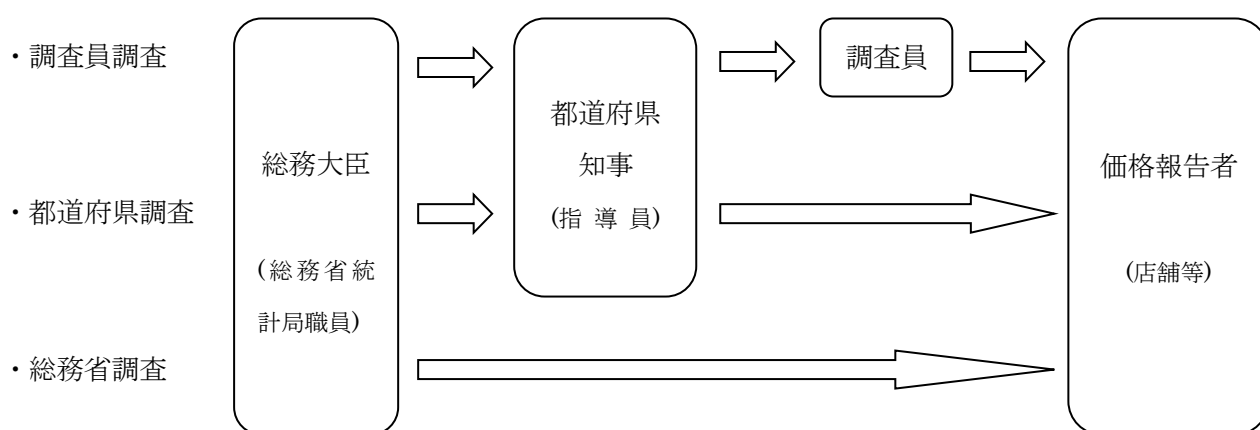 ・調査員調査
・都道府県調査
・総務省調査
総務大臣
(総務省統
計局職員)
都道府県
知事
(指 導 員)
調査員
価格報告者
(店舗等)